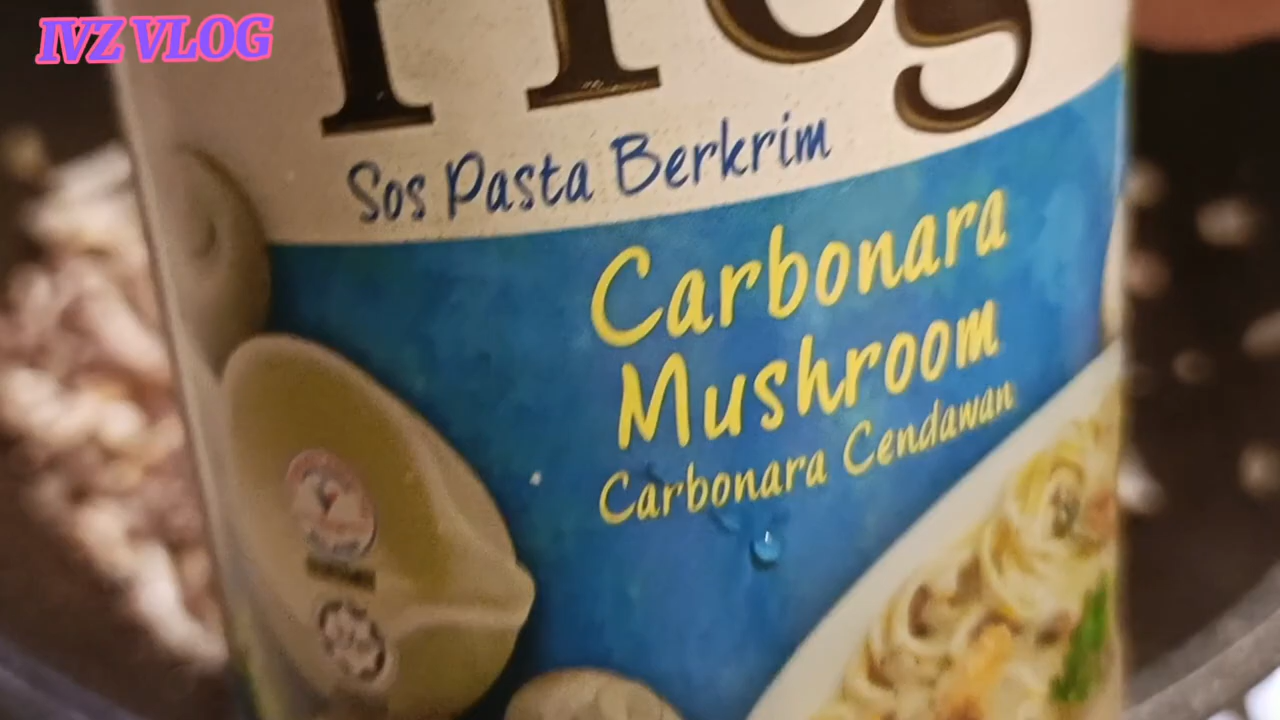 IVZ VLOG
Sos Pasta Berkrim
Carbonara
Mushroom
Carbonara Cendawan